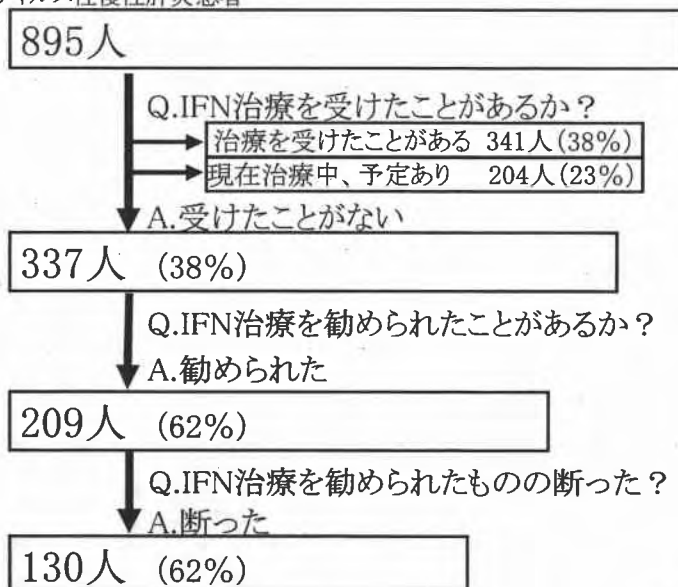 895人
Q.IFN治療を受けたことがあるか?
治療を受けたことがある 341人(38%)
現在治療中、予定あり 204人(23%)
A.受けたことがない
337人 (38%)
Q.IFN治療を勧められたことがあるか?
A.勧められた
209人 (62%)
Q.IFN治療を勧められたものの断った?
A.断った
130人 (62%)